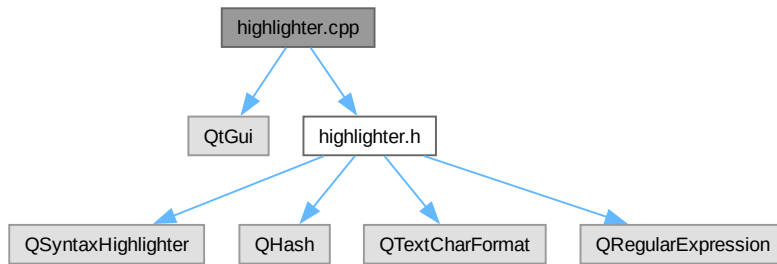 highlighter.cpp
QtGui
highlighter.h
QSyntaxHighlighter
QHash
QTextCharFormat
QRegularExpression